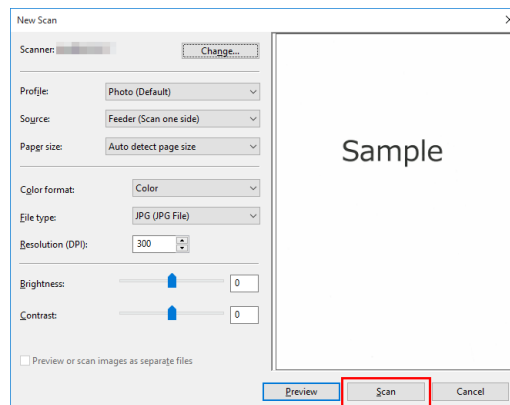 New Scan
Scanner:
Change...
Profile: Photo (Default)
Source: Feeder (Scan one side)
Paper size: Auto detect page size
Color format: Color
File type: JPG (JPG File)
Resolution (DPI): 300
Brightness: 0
Contrast: 0
Preview or scan images as separate files
Sample
Preview Scan Cancel